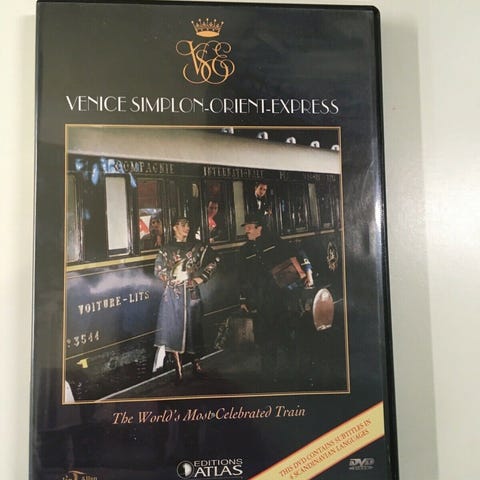 VSOE
VENICE SIMPLON-ORIENT-EXPRESS
COMPAGNIE INTERNATIONALE
VOITURE-LITS
3544
The World's Most Celebrated Train
EDITIONS
ATLAS
THIS DVD CONTAINS SUBTITLES IN
4 SCANDINAVIAN LANGUAGES
DVD